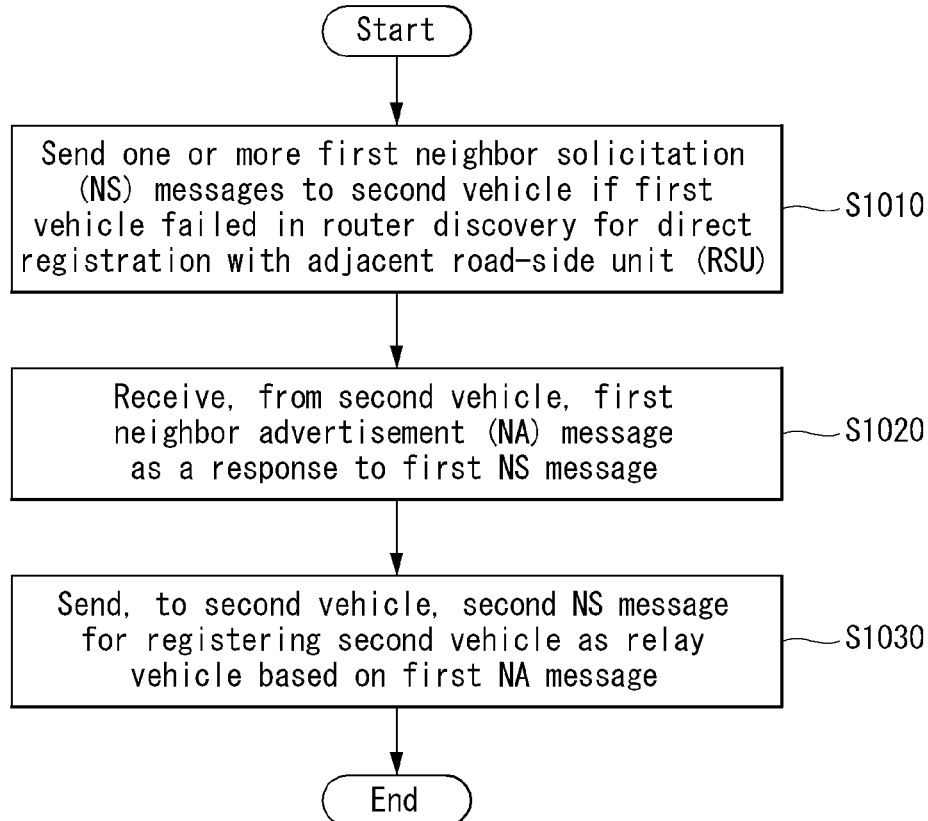 Start
Send one or more first neighbor solicitation
(NS) messages to second vehicle if first
vehicle failed in router discovery for direct
registration with adjacent road-side unit (RSU)
S1010
Receive, from second vehicle, first
neighbor advertisement (NA) message
as a response to first NS message
S1020
Send, to second vehicle, second NS message
for registering second vehicle as relay
vehicle based on first NA message
S1030
End